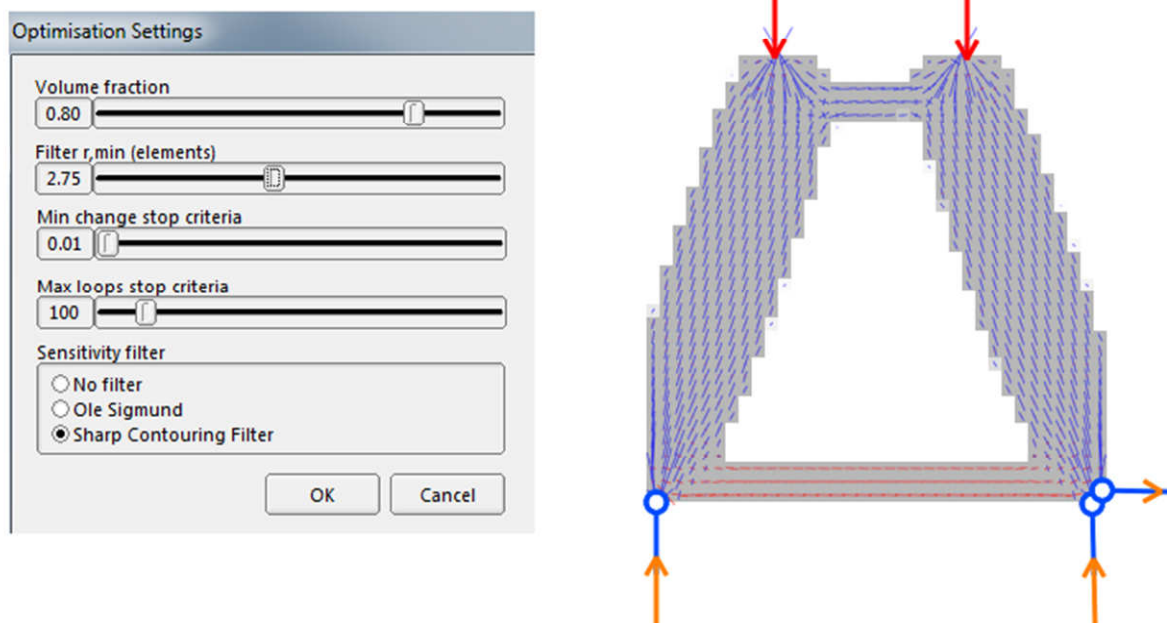 Optimisation Settings
Volume fraction
0.80
Filter r,min (elements)
2.75
Min change stop criteria
0.01
Max loops stop criteria
100
Sensitivity filter
No filter
Ole Sigmund
Sharp Contouring Filter
OK Cancel